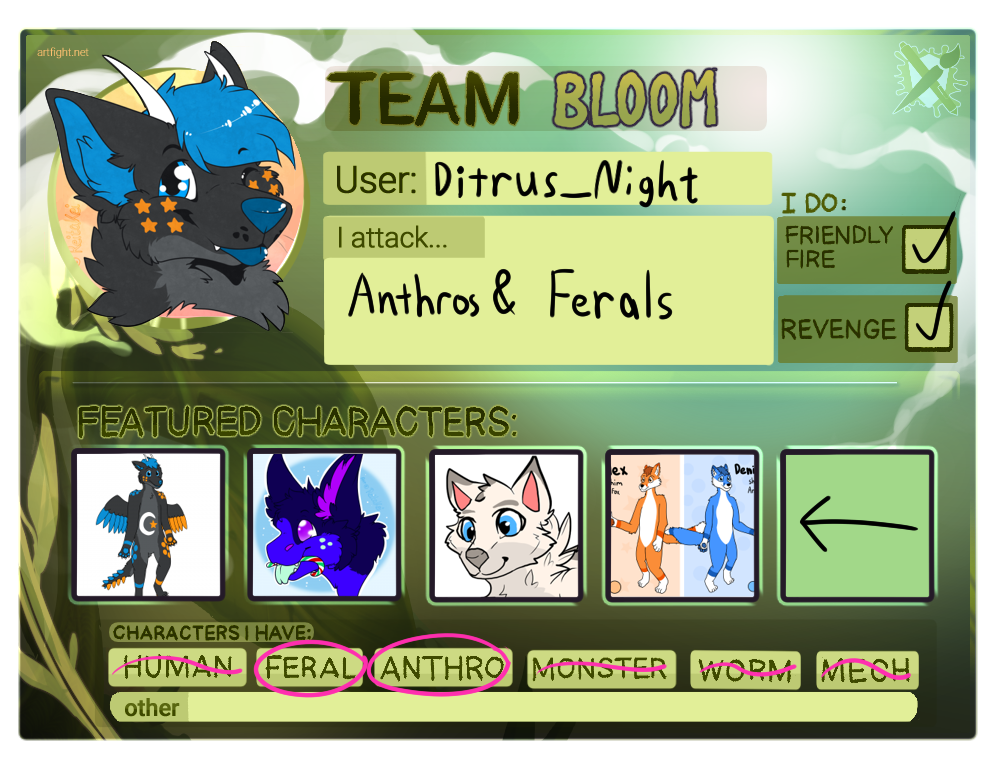 artfight.net
TEAM BLOOM
User: Ditrus_Night
I attack...
Anthros & Ferals
I DO:
FRIENDLY
FIRE
REVENGE
FEATURED CHARACTERS:
CHARACTERS I HAVE:
HUMAN FERAL ANTHRO MONSTER WORM MECH
other